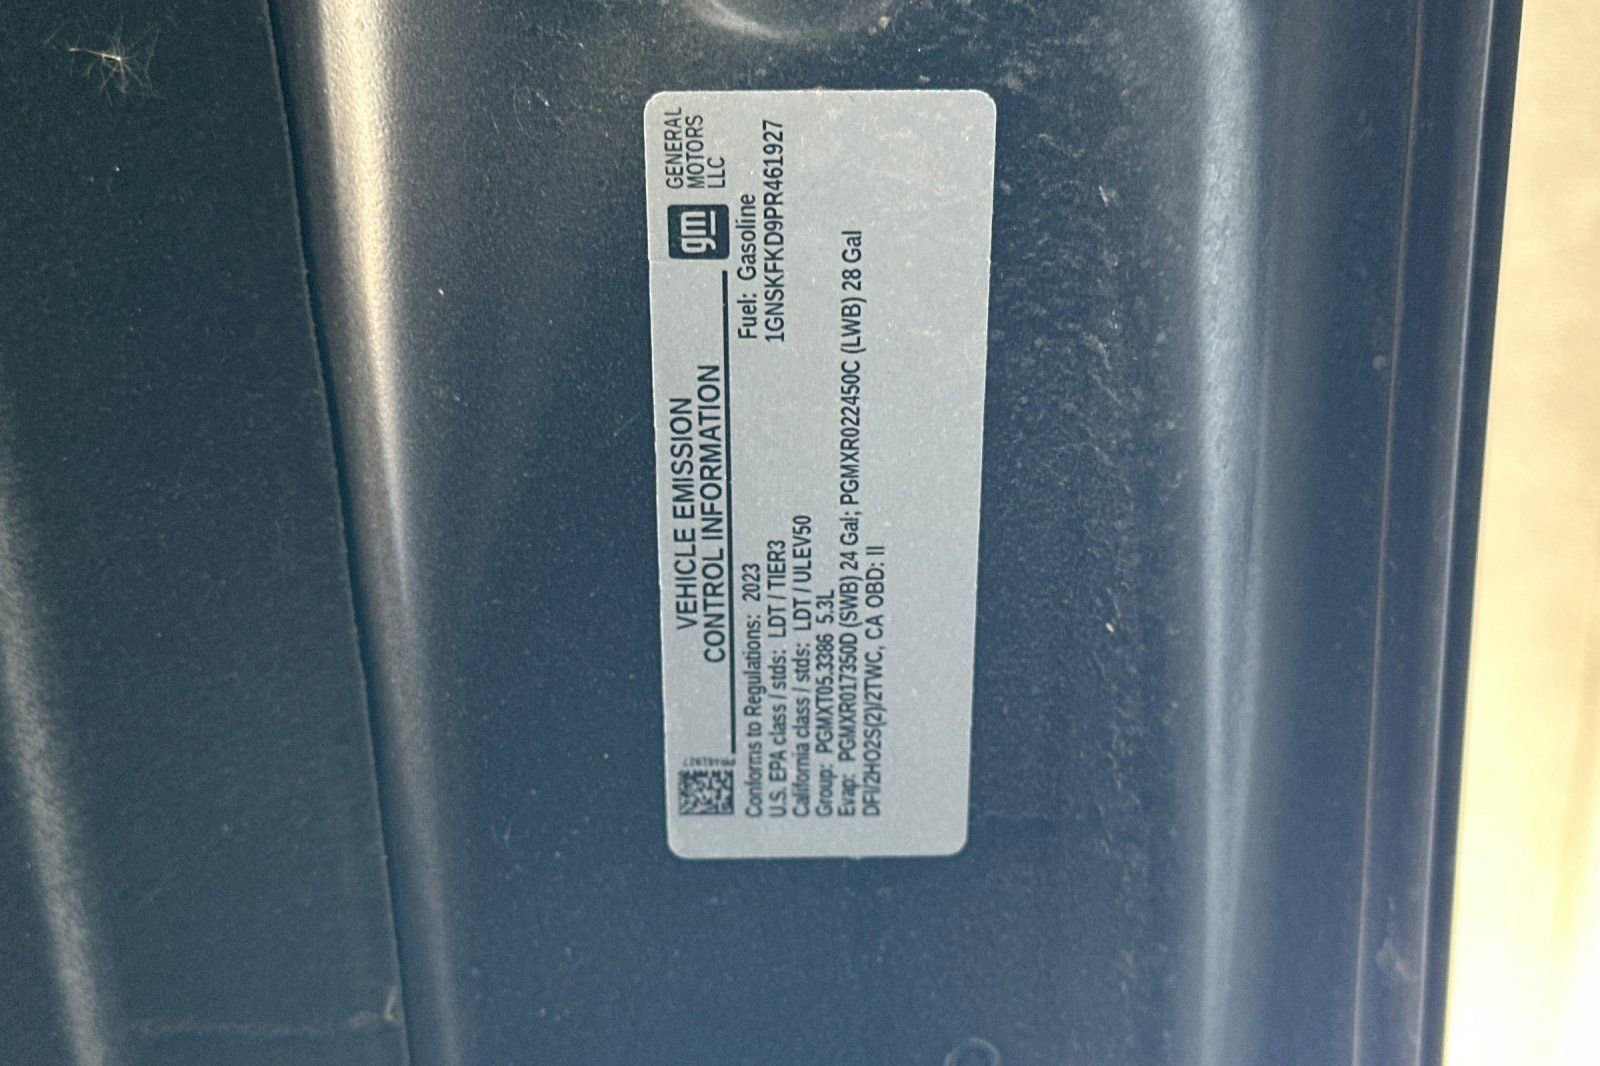 VEHICLE EMISSION
CONTROL INFORMATION
gm
GENERAL
MOTORS
LLC
PR461927
Conforms to Regulations: 2023
Fuel: Gasoline
U.S. EPA class / stds: LDT / TIER3
1GNSKFKD9PR461927
California class / stds: LDT / ULEV50
Group: PGMXT05.3386 5.3L
Evap: PGMXR017350D (SWB) 24 Gal; PGMXR022450C (LWB) 28 Gal
DFI/2HO2S(2)/2TWC, CA OBD: II